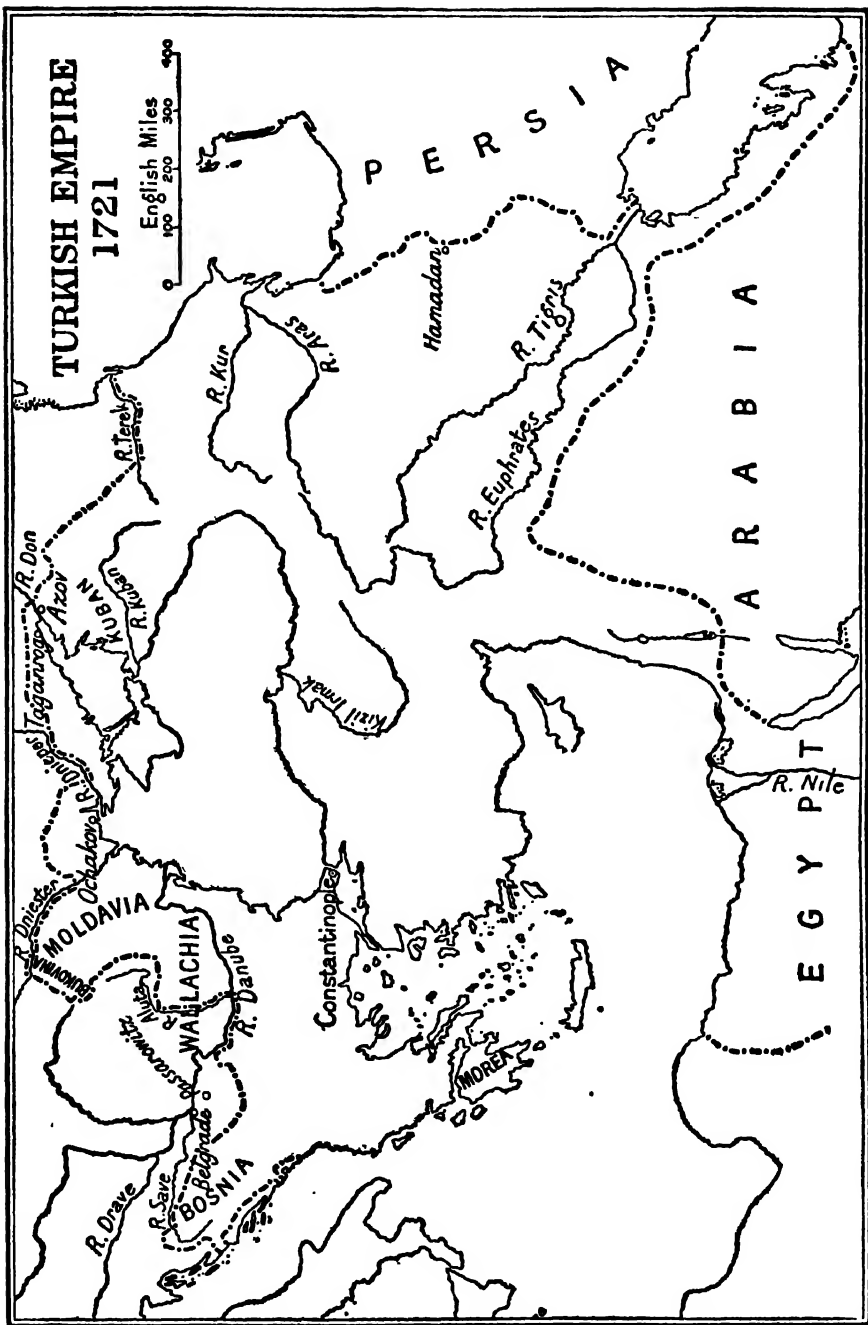 TURKISH EMPIRE
1721
English Miles
0 100 200 300 400
PERSIA
Hamadan
R. Tigris
R. Euphrates
R. Aras
R. Kur
R. Terek
R. Don
Azov
KUBAN
R. Kuban
Taganrog
R. Dnieper
Ochakov
R. Dniester
MOLDAVIA
BUKOVINA
R. Aluta
WALLACHIA
R. Danube
Passarowitz
Belgrade
R. Save
BOSNIA
R. Drave
Constantinople
Kizil Irmak
MOREA
ARABIA
EGYPT
R. Nile